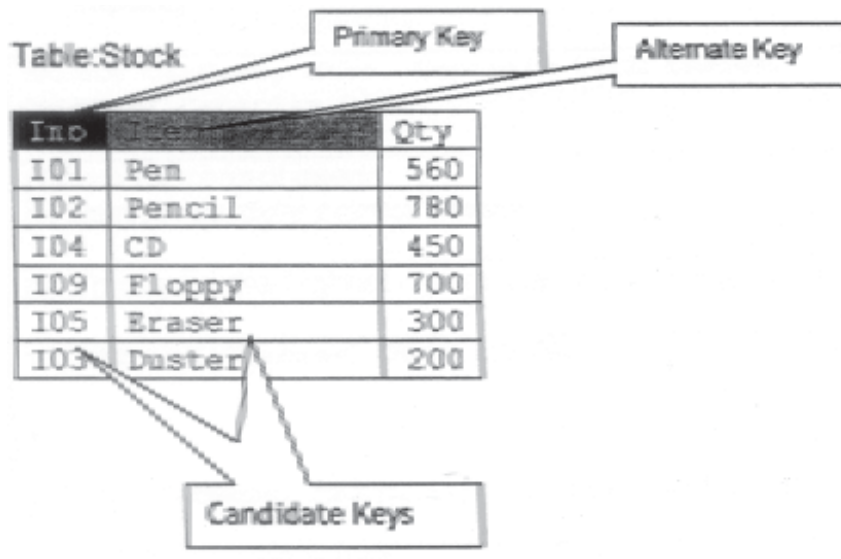 Primary Key
Alternate Key
Table:Stock
Ino Item Qty
I01 Pen 560
I02 Pencil 780
I04 CD 450
I09 Floppy 700
I05 Eraser 300
I03 Duster 200
Candidate Keys